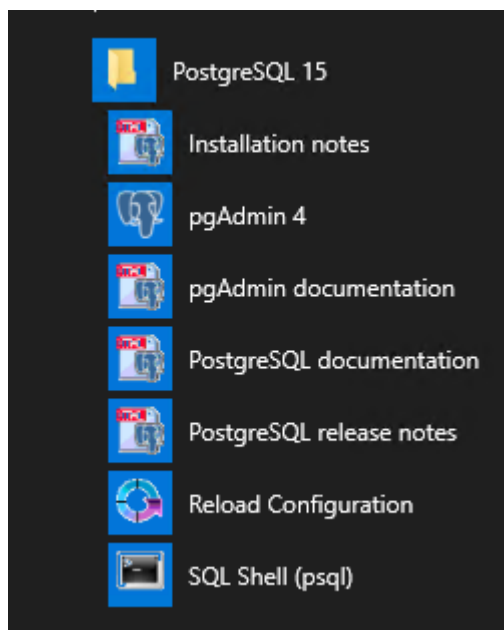 PostgreSQL 15
Installation notes
pgAdmin 4
pgAdmin documentation
PostgreSQL documentation
PostgreSQL release notes
Reload Configuration
SQL Shell (psql)